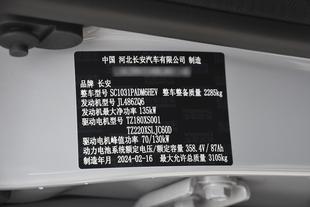 中国 河北长安汽车有限公司 制造
品牌 长安
整车型号 SC1031PADM6HEV 整车整备质量 2285kg
发动机型号 JL486ZQ6
发动机最大净功率 135kW
驱动电机型号 TZ180XS001
TZ220XSLJC60D
驱动电机峰值功率 70/130kW
动力电池系统额定电压/额定容量 358.4V/87Ah
制造年月 2024-02-16 最大允许总质量 3105kg